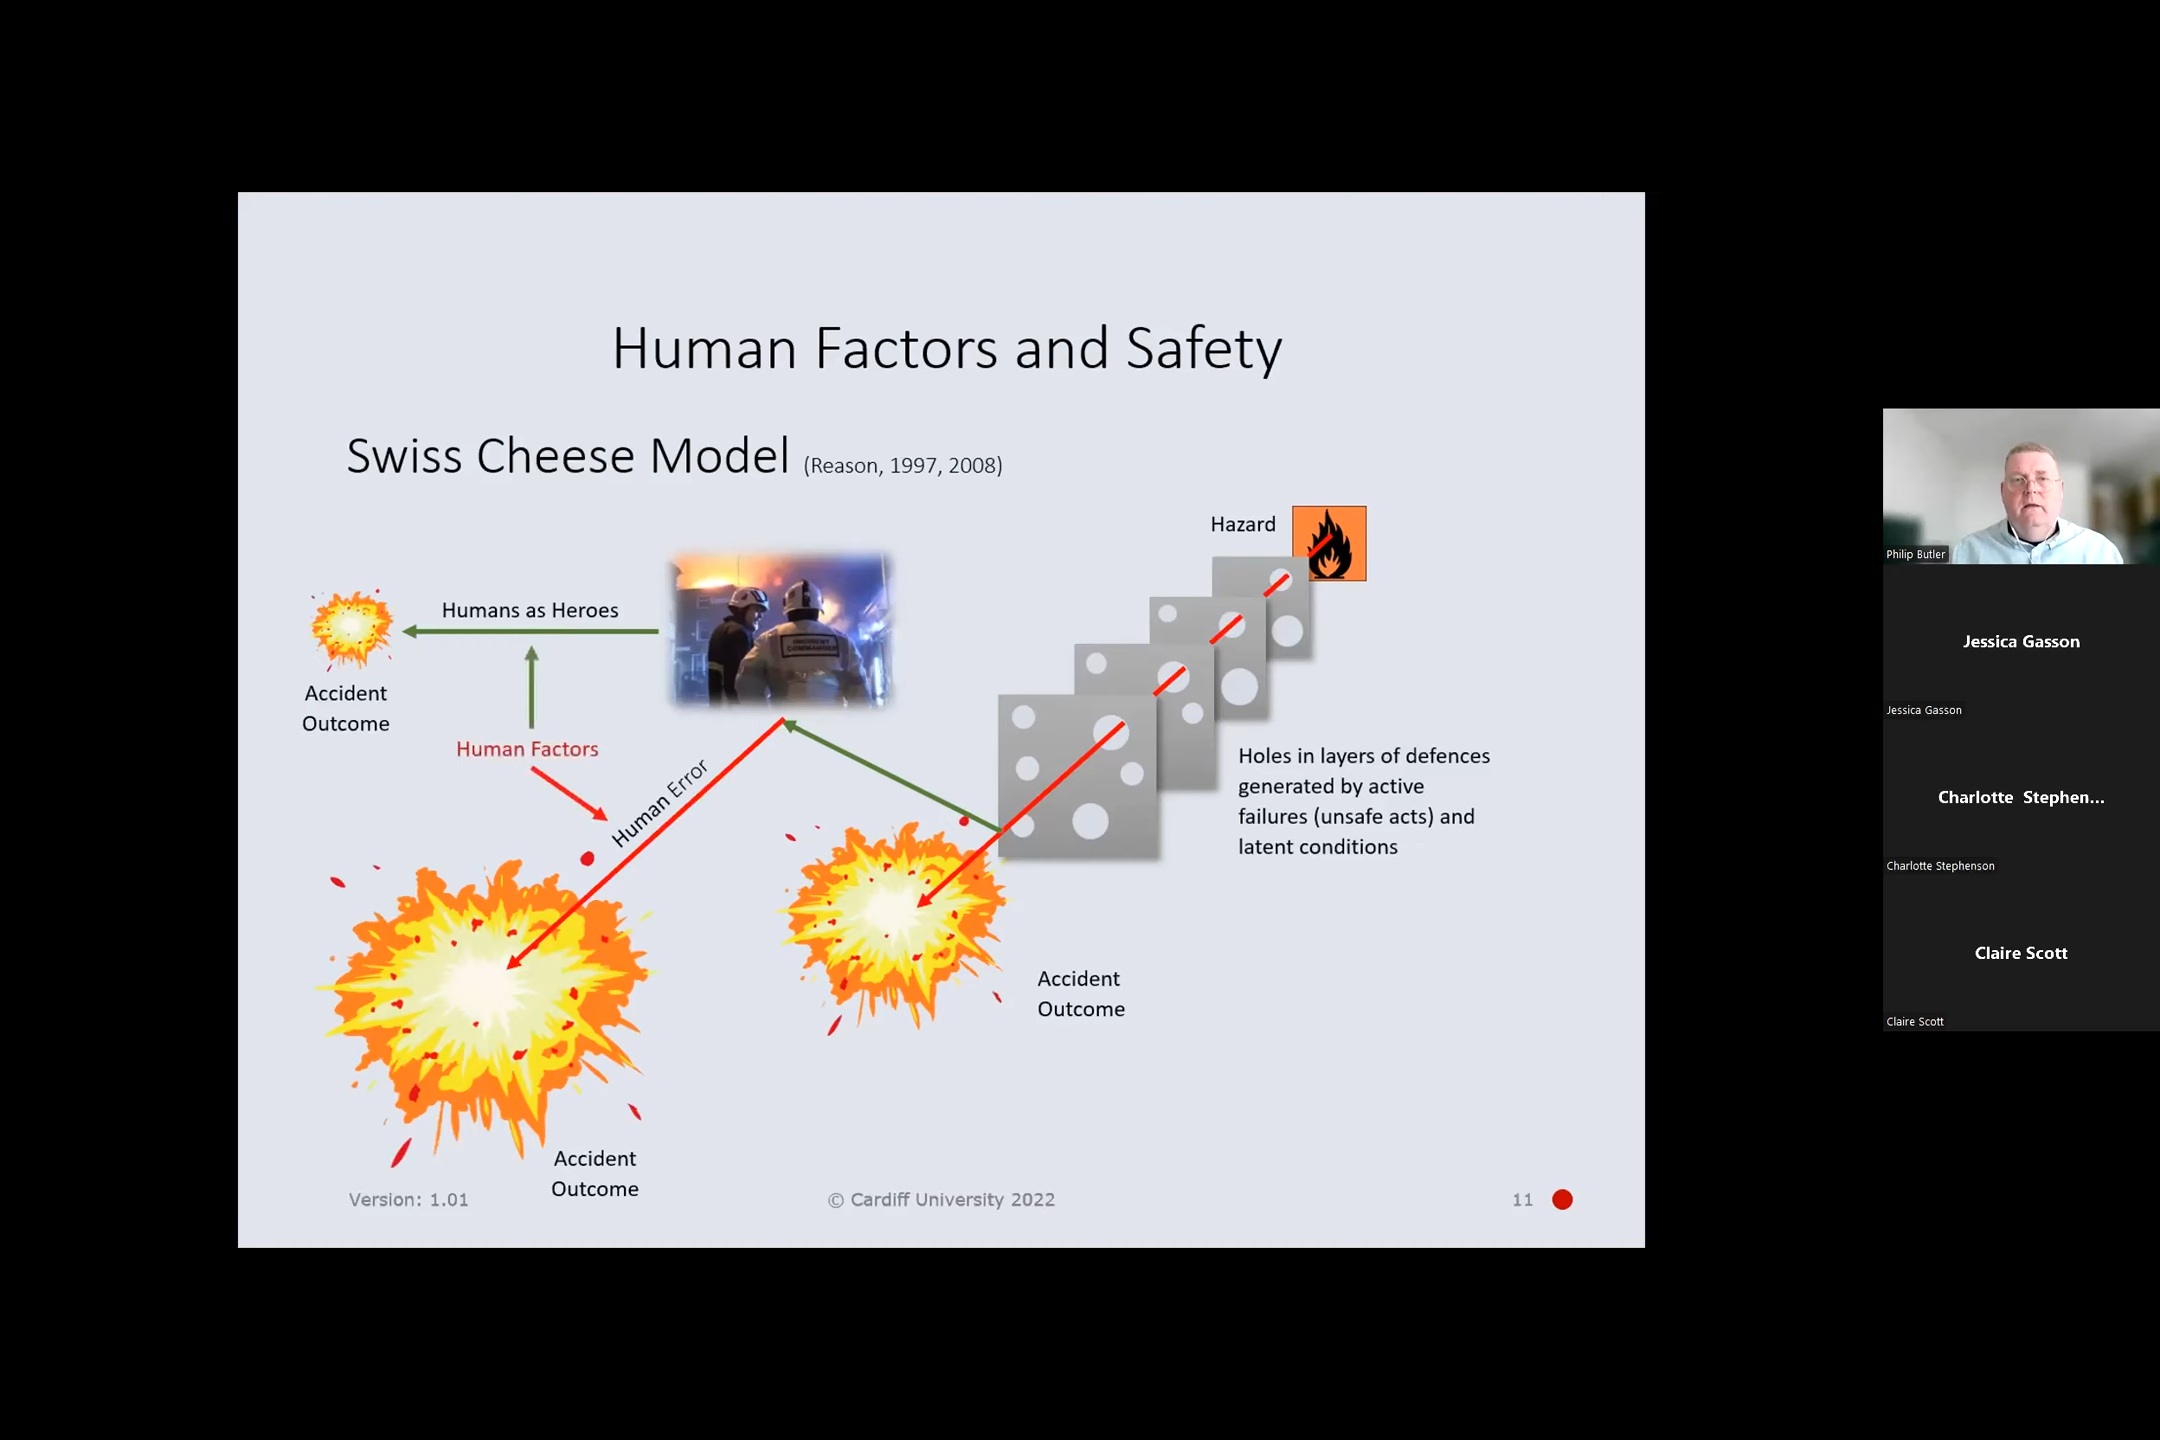 Human Factors and Safety
Swiss Cheese Model (Reason, 1997, 2008)
Hazard
Humans as Heroes
Accident
Outcome
Human Factors
Human Error
INCIDENT
COMMANDER
Holes in layers of defences
generated by active
failures (unsafe acts) and
latent conditions
Accident
Outcome
Accident
Outcome
Version: 1.01
© Cardiff University 2022
11
Philip Butler
Jessica Gasson
Jessica Gasson
Charlotte Stephen...
Charlotte Stephenson
Claire Scott
Claire Scott